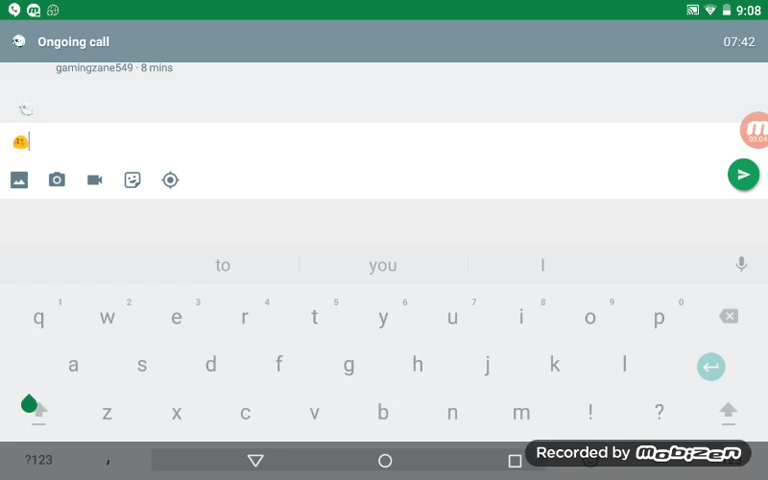 9:08
Ongoing call 07:42
gamingzane549 · 8 mins
to you I
1 2 3 4 5 6 7 8 9 0
q w e r t y u i o p
a s d f g h j k l
z x c v b n m ! ?
?123 ,
Recorded by mobizen